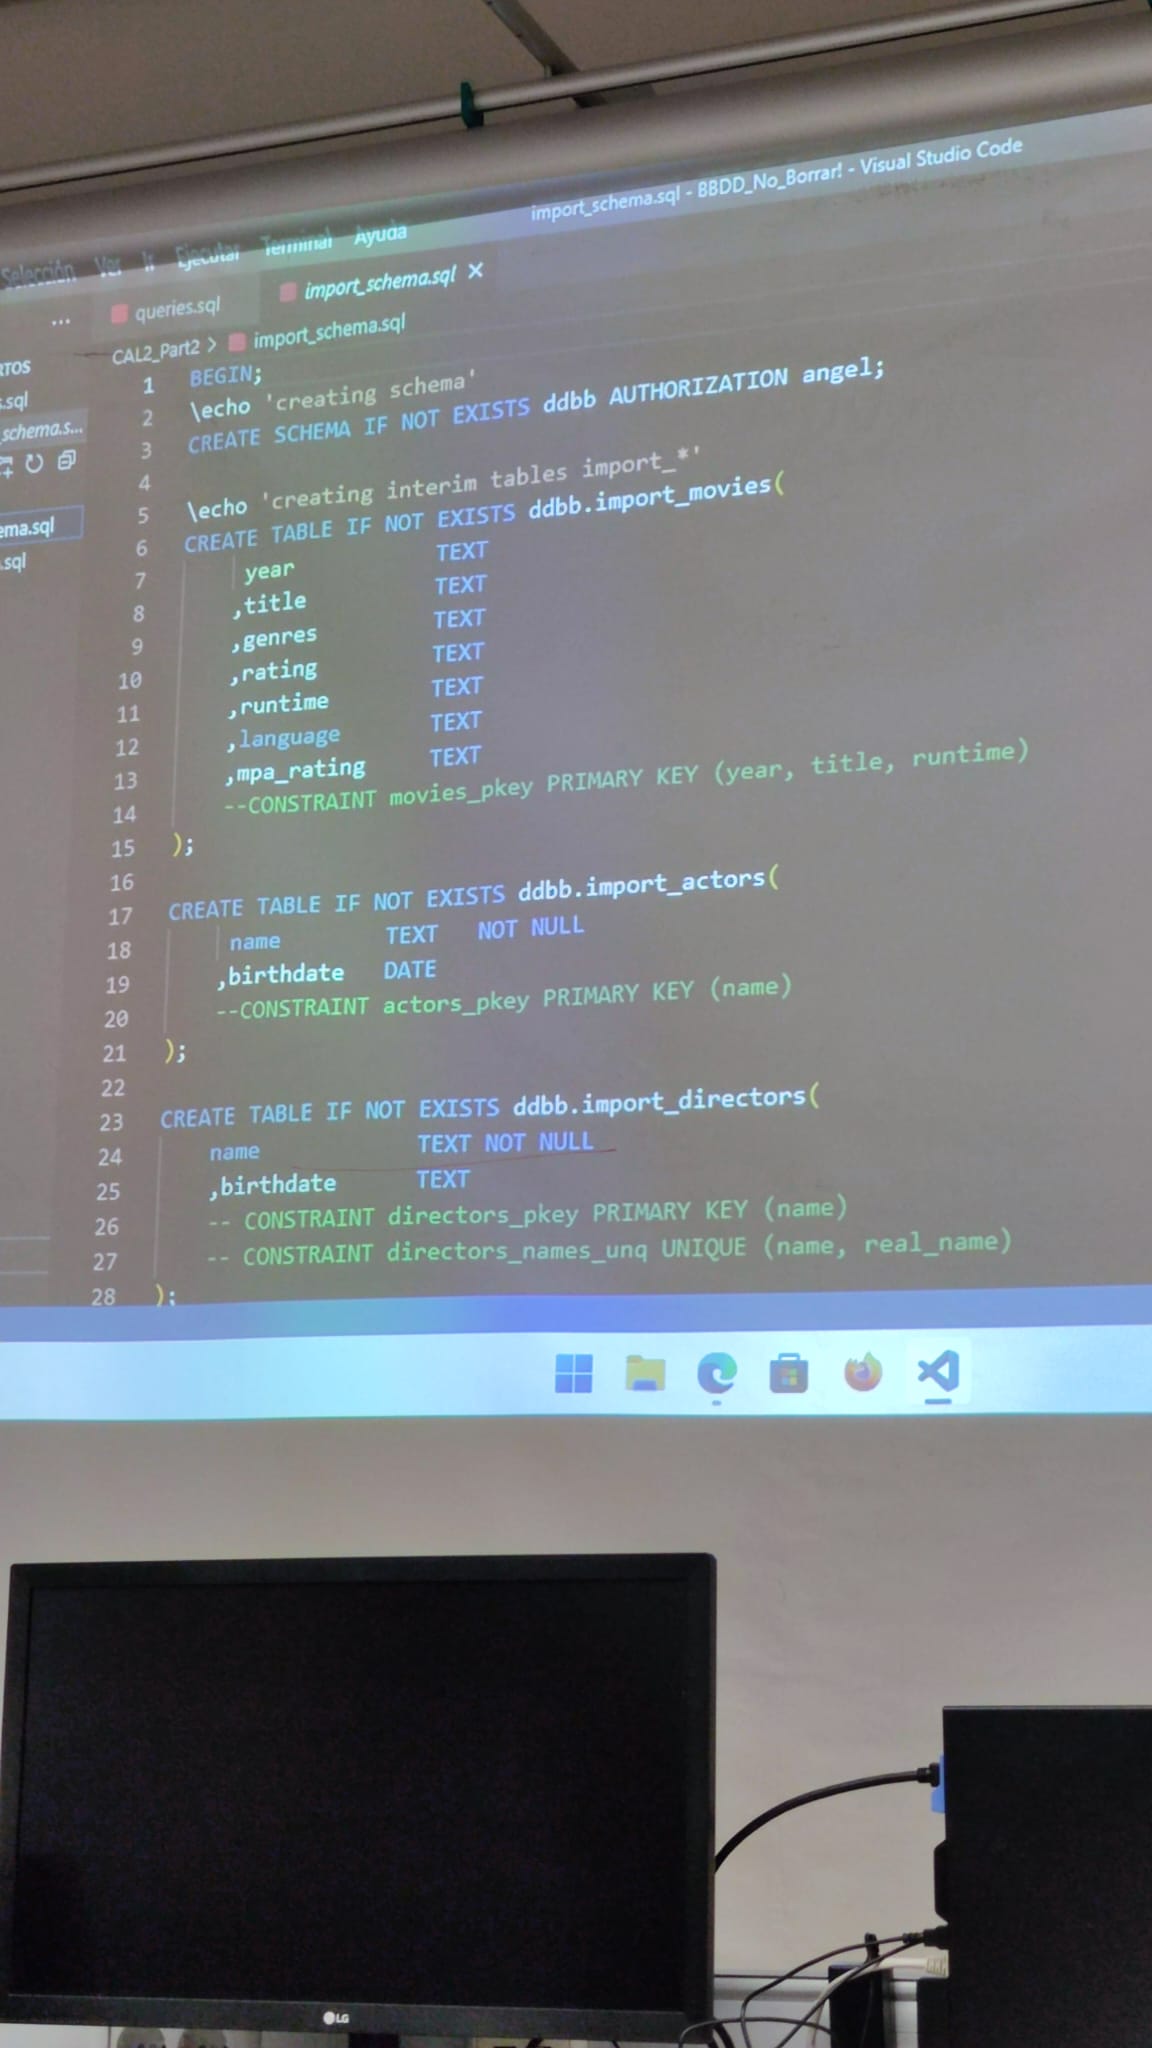 import_schema.sql - BBDD_No_Borrar! - Visual Studio Code
Selección Ver Ir Ejecutar Terminal Ayuda
... queries.sql import_schema.sql ×
CAL2_Part2 > import_schema.sql
1 BEGIN;
2 \echo 'creating schema'
3 CREATE SCHEMA IF NOT EXISTS ddbb AUTHORIZATION angel;
4
5 \echo 'creating interim tables import_*'
6 CREATE TABLE IF NOT EXISTS ddbb.import_movies(
7 year TEXT
8 ,title TEXT
9 ,genres TEXT
10 ,rating TEXT
11 ,runtime TEXT
12 ,language TEXT
13 ,mpa_rating TEXT
14 --CONSTRAINT movies_pkey PRIMARY KEY (year, title, runtime)
15 );
16
17 CREATE TABLE IF NOT EXISTS ddbb.import_actors(
18 name TEXT NOT NULL
19 ,birthdate DATE
20 --CONSTRAINT actors_pkey PRIMARY KEY (name)
21 );
22
23 CREATE TABLE IF NOT EXISTS ddbb.import_directors(
24 name TEXT NOT NULL
25 ,birthdate TEXT
26 -- CONSTRAINT directors_pkey PRIMARY KEY (name)
27 -- CONSTRAINT directors_names_unq UNIQUE (name, real_name)
28 );
RTOS
s.sql
_schema.s...
ema.sql
.sql
LG